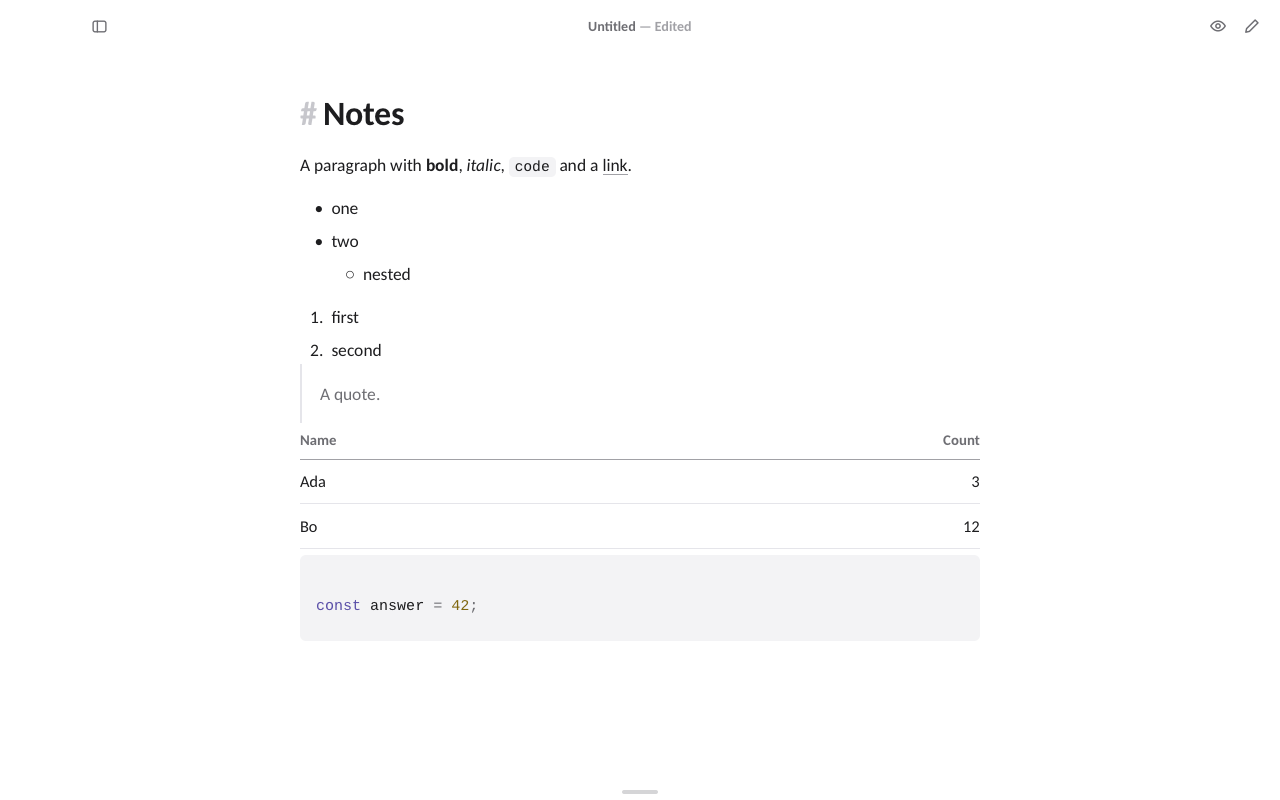 Untitled — Edited
# Notes
A paragraph with bold, italic, code and a link.
• one
• two
○ nested
1. first
2. second
A quote.
Name Count
Ada 3
Bo 12
const answer = 42;